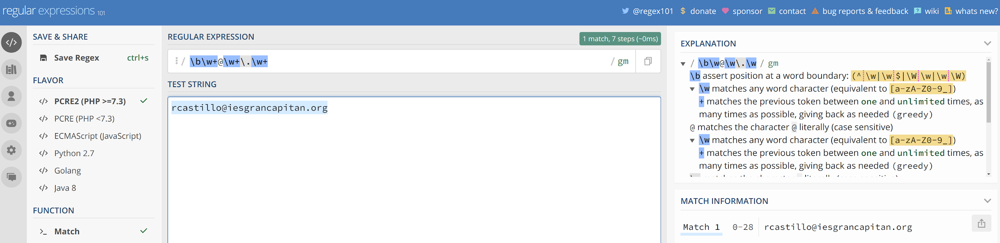 regular expressions 101
@regex101 donate sponsor contact bug reports & feedback wiki whats new?
SAVE & SHARE
Save Regex ctrl+s
FLAVOR
PCRE2 (PHP >=7.3)
PCRE (PHP <7.3)
ECMAScript (JavaScript)
Python 2.7
Golang
Java 8
FUNCTION
Match
REGULAR EXPRESSION
1 match, 7 steps (~0ms)
/ \b\w+@\w+\.\w+ / gm
TEST STRING
rcastillo@iesgrancapitan.org
EXPLANATION
/ \b\w@\w\.\w / gm
\b assert position at a word boundary: (^\w|\w$|\W\w|\w\W)
\w matches any word character (equivalent to [a-zA-Z0-9_])
+ matches the previous token between one and unlimited times, as
many times as possible, giving back as needed (greedy)
@ matches the character @ literally (case sensitive)
\w matches any word character (equivalent to [a-zA-Z0-9_])
+ matches the previous token between one and unlimited times, as
many times as possible, giving back as needed (greedy)
MATCH INFORMATION
Match 1 0-28 rcastillo@iesgrancapitan.org